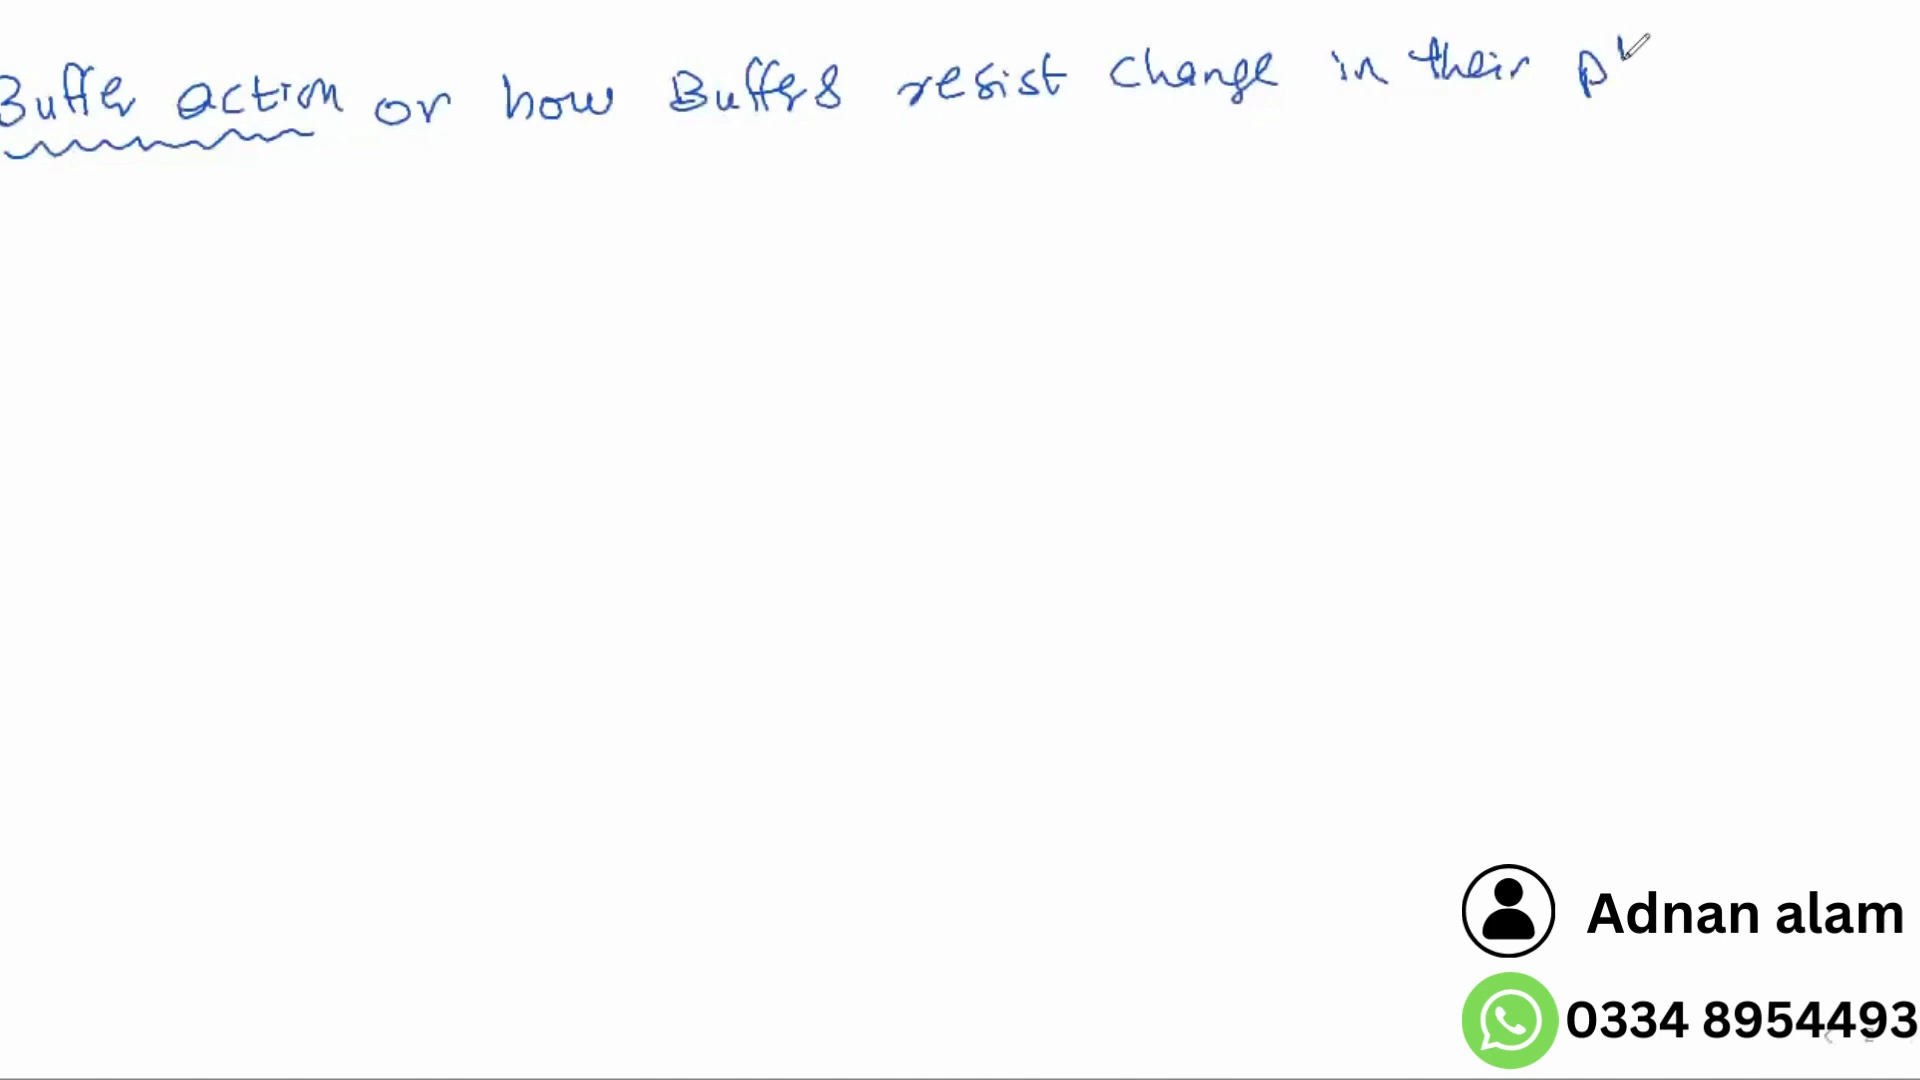 Buffer action or how Buffers resist change in their p
Adnan alam
0334 8954493